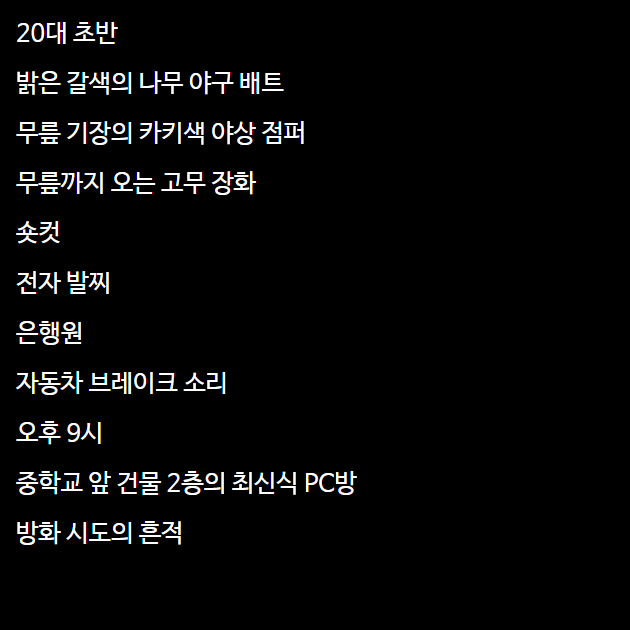 20대 초반
밝은 갈색의 나무 야구 배트
무릎 기장의 카키색 야상 점퍼
무릎까지 오는 고무 장화
숏컷
전자 발찌
은행원
자동차 브레이크 소리
오후 9시
중학교 앞 건물 2층의 최신식 PC방
방화 시도의 흔적